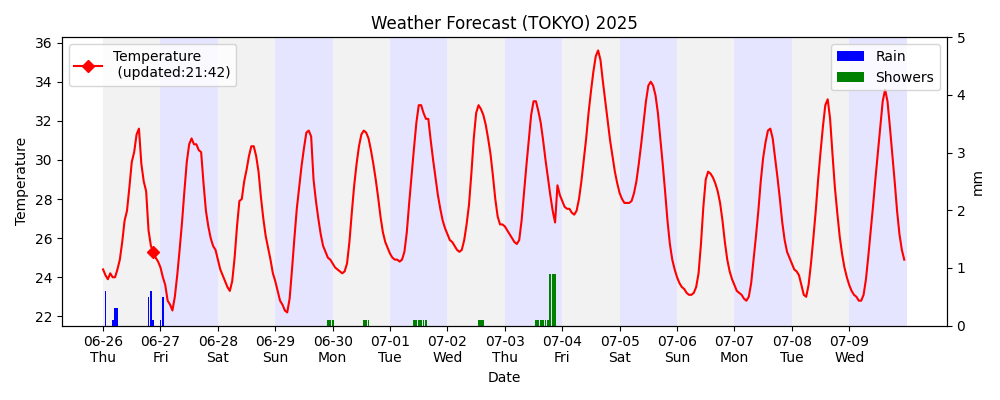 Weather Forecast (TOKYO) 2025
Temperature
(updated:21:42)
Rain
Showers
Temperature
36
34
32
30
28
26
24
22
5
4
3
2
1
0
mm
06-26 06-27 06-28 06-29 06-30 07-01 07-02 07-03 07-04 07-05 07-06 07-07 07-08 07-09
Thu Fri Sat Sun Mon Tue Wed Thu Fri Sat Sun Mon Tue Wed
Date